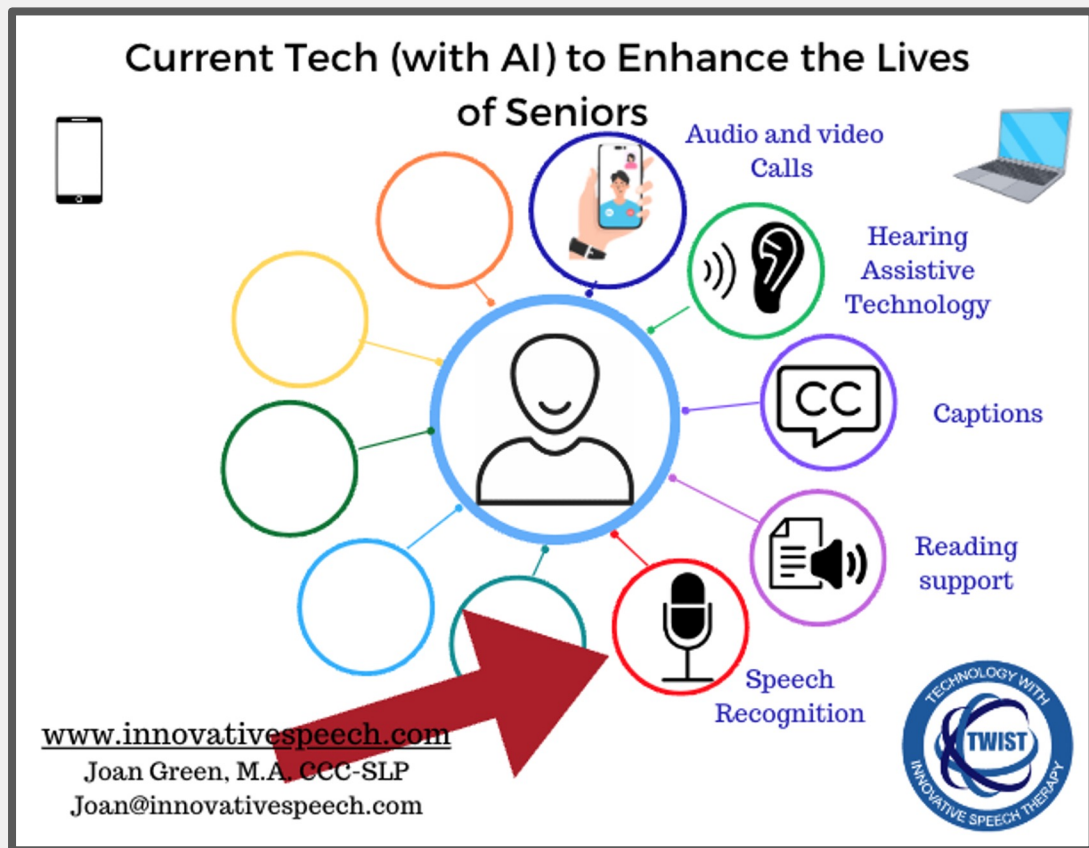 Current Tech (with AI) to Enhance the Lives
of Seniors
Audio and video
Calls
Hearing
Assistive
Technology
CC
Captions
Reading
support
Speech
Recognition
www.innovativespeech.com
Joan Green, M.A. CCC-SLP
Joan@innovativespeech.com
TECHNOLOGY WITH
TWIST
INNOVATIVE SPEECH THERAPY